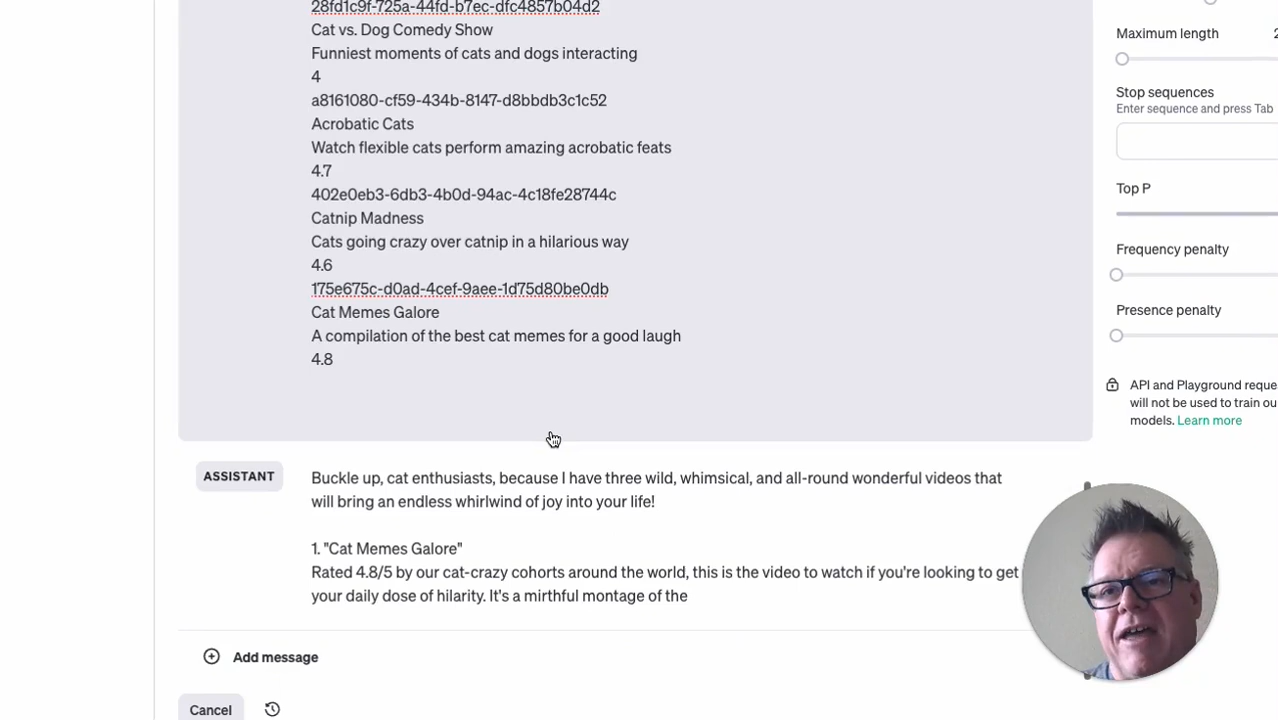 28fd1c9f-725a-44fd-b7ec-dfc4857b04d2
Cat vs. Dog Comedy Show
Funniest moments of cats and dogs interacting
4
a8161080-cf59-434b-8147-d8bbdb3c1c52
Acrobatic Cats
Watch flexible cats perform amazing acrobatic feats
4.7
402e0eb3-6db3-4b0d-94ac-4c18fe28744c
Catnip Madness
Cats going crazy over catnip in a hilarious way
4.6
175e675c-d0ad-4cef-9aee-1d75d80be0db
Cat Memes Galore
A compilation of the best cat memes for a good laugh
4.8
ASSISTANT
Buckle up, cat enthusiasts, because I have three wild, whimsical, and all-round wonderful videos that
will bring an endless whirlwind of joy into your life!
1. "Cat Memes Galore"
Rated 4.8/5 by our cat-crazy cohorts around the world, this is the video to watch if you're looking to get
your daily dose of hilarity. It's a mirthful montage of the
Add message
Cancel
Maximum length
Stop sequences
Enter sequence and press Tab
Top P
Frequency penalty
Presence penalty
API and Playground
will not be used to train
models. Learn more